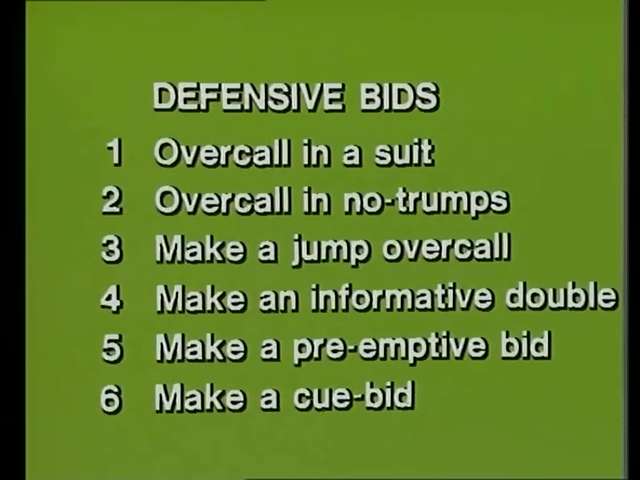 DEFENSIVE BIDS
1 Overcall in a suit
2 Overcall in no-trumps
3 Make a jump overcall
4 Make an informative double
5 Make a pre-emptive bid
6 Make a cue-bid